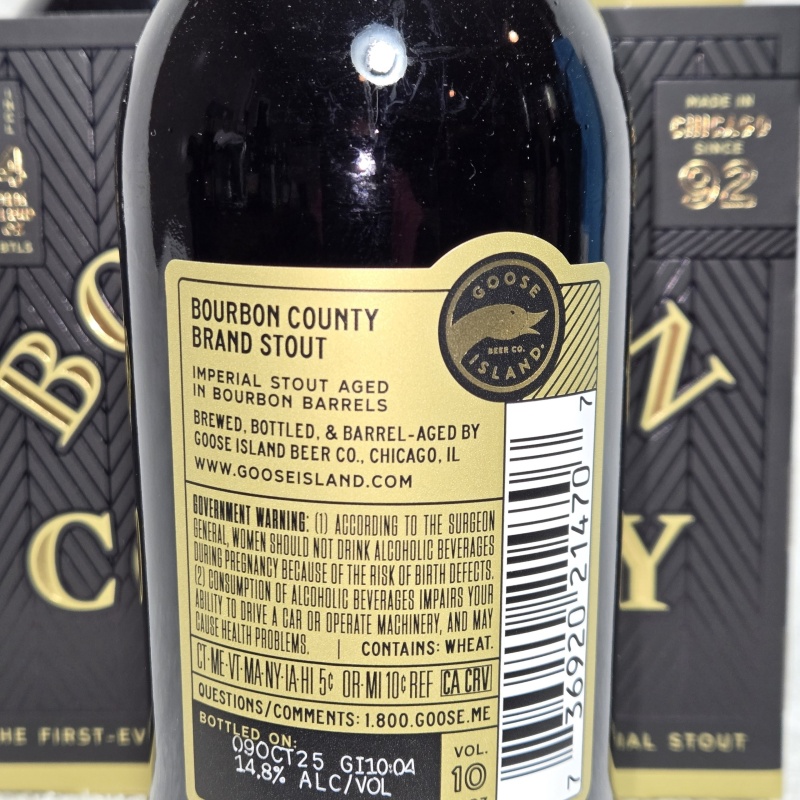 MADE IN
CHICAGO
SINCE
92
BO
N
C
Y
HE FIRST-EV
IAL STOUT
GOOSE
BEER CO.
ISLAND.
BOURBON COUNTY
BRAND STOUT
IMPERIAL STOUT AGED
IN BOURBON BARRELS
BREWED, BOTTLED, & BARREL-AGED BY
GOOSE ISLAND BEER CO., CHICAGO, IL
WWW.GOOSEISLAND.COM
GOVERNMENT WARNING: (1) ACCORDING TO THE SURGEON
GENERAL, WOMEN SHOULD NOT DRINK ALCOHOLIC BEVERAGES
DURING PREGNANCY BECAUSE OF THE RISK OF BIRTH DEFECTS.
(2) CONSUMPTION OF ALCOHOLIC BEVERAGES IMPAIRS YOUR
ABILITY TO DRIVE A CAR OR OPERATE MACHINERY, AND MAY
CAUSE HEALTH PROBLEMS. | CONTAINS: WHEAT.
CT·ME·VT·MA·NY·IA·HI 5¢ OR·MI 10¢ REF CA CRV
QUESTIONS/COMMENTS: 1.800.GOOSE.ME
BOTTLED ON:
09OCT25 GI10:04
14.8% ALC/VOL
VOL.
10
7 36920 21470 7